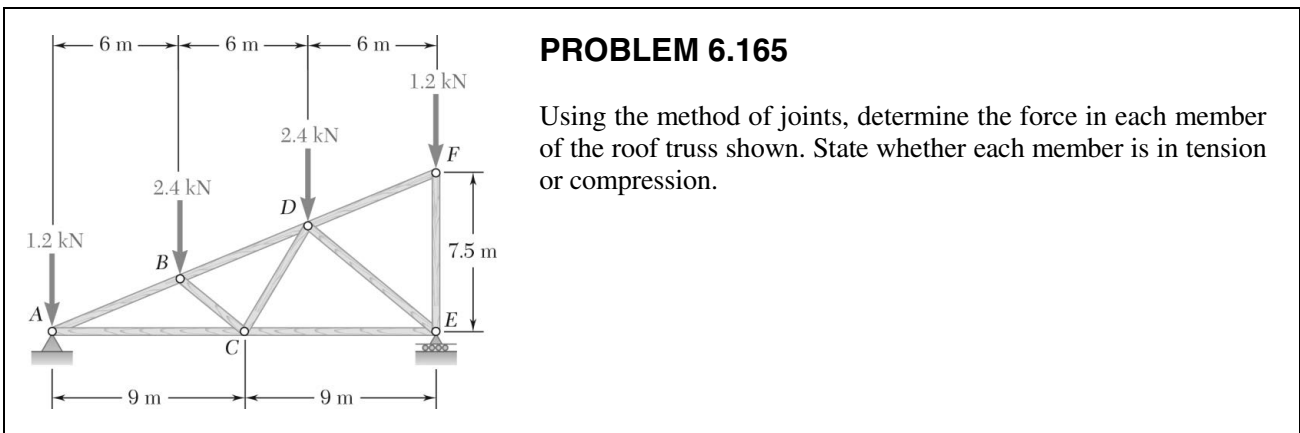 6 m
6 m
6 m
1.2 kN
2.4 kN
2.4 kN
1.2 kN
F
D
B
7.5 m
A
E
C
9 m
9 m
PROBLEM 6.165
Using the method of joints, determine the force in each member
of the roof truss shown. State whether each member is in tension
or compression.